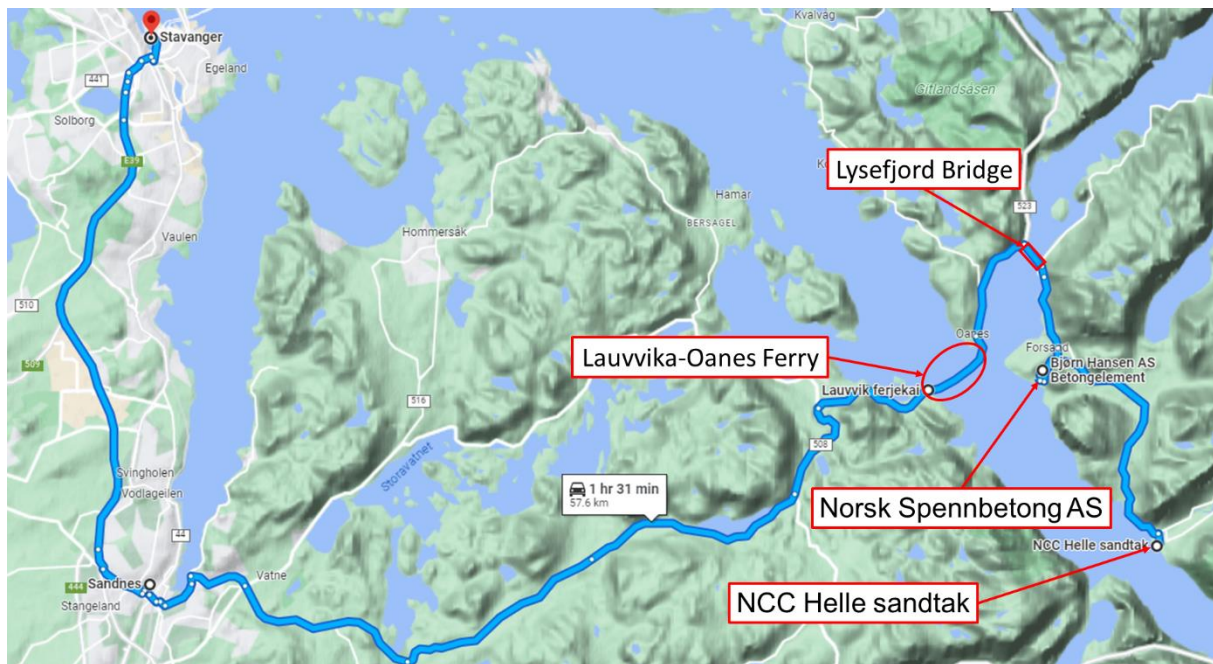 Kvalvåg
Stavanger
Egeland
441
Gitlandsåsen
Solborg
E39
Lysefjord Bridge
Hamar
BERSAGEL
523
Hommersåk
Vaulen
510
Oanes
Forsand
Lauvvika-Oanes Ferry
509
Bjørn Hansen AS
Betongelement
Lauvvik ferjekai
516
508
Storavatnet
Svingholen
Vodlageilen
1 hr 31 min
57.6 km
Norsk Spennbetong AS
44
NCC Helle sandtak
Vatne
444
Sandnes
Stangeland
NCC Helle sandtak